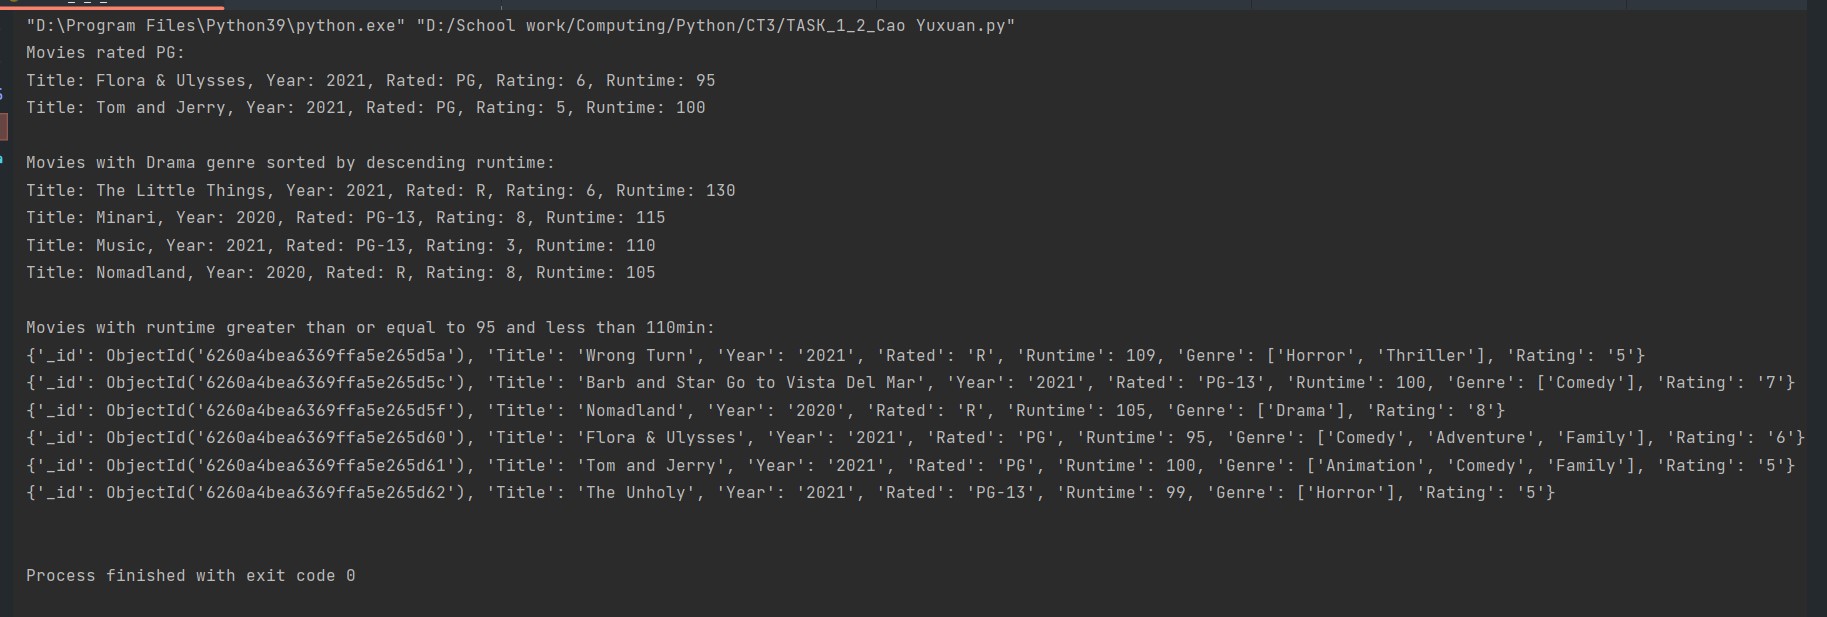 "D:\Program Files\Python39\python.exe" "D:/School work/Computing/Python/CT3/TASK_1_2_Cao Yuxuan.py"
Movies rated PG:
Title: Flora & Ulysses, Year: 2021, Rated: PG, Rating: 6, Runtime: 95
Title: Tom and Jerry, Year: 2021, Rated: PG, Rating: 5, Runtime: 100
Movies with Drama genre sorted by descending runtime:
Title: The Little Things, Year: 2021, Rated: R, Rating: 6, Runtime: 130
Title: Minari, Year: 2020, Rated: PG-13, Rating: 8, Runtime: 115
Title: Music, Year: 2021, Rated: PG-13, Rating: 3, Runtime: 110
Title: Nomadland, Year: 2020, Rated: R, Rating: 8, Runtime: 105
Movies with runtime greater than or equal to 95 and less than 110min:
{'_id': ObjectId('6260a4bea6369ffa5e265d5a'), 'Title': 'Wrong Turn', 'Year': '2021', 'Rated': 'R', 'Runtime': 109, 'Genre': ['Horror', 'Thriller'], 'Rating': '5'}
{'_id': ObjectId('6260a4bea6369ffa5e265d5c'), 'Title': 'Barb and Star Go to Vista Del Mar', 'Year': '2021', 'Rated': 'PG-13', 'Runtime': 100, 'Genre': ['Comedy'], 'Rating': '7'}
{'_id': ObjectId('6260a4bea6369ffa5e265d5f'), 'Title': 'Nomadland', 'Year': '2020', 'Rated': 'R', 'Runtime': 105, 'Genre': ['Drama'], 'Rating': '8'}
{'_id': ObjectId('6260a4bea6369ffa5e265d60'), 'Title': 'Flora & Ulysses', 'Year': '2021', 'Rated': 'PG', 'Runtime': 95, 'Genre': ['Comedy', 'Adventure', 'Family'], 'Rating': '6'}
{'_id': ObjectId('6260a4bea6369ffa5e265d61'), 'Title': 'Tom and Jerry', 'Year': '2021', 'Rated': 'PG', 'Runtime': 100, 'Genre': ['Animation', 'Comedy', 'Family'], 'Rating': '5'}
{'_id': ObjectId('6260a4bea6369ffa5e265d62'), 'Title': 'The Unholy', 'Year': '2021', 'Rated': 'PG-13', 'Runtime': 99, 'Genre': ['Horror'], 'Rating': '5'}
Process finished with exit code 0